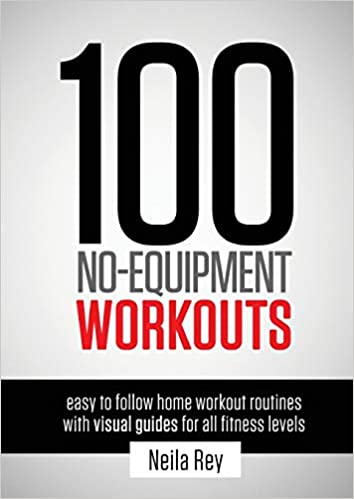 100
NO-EQUIPMENT
WORKOUTS
easy to follow home workout routines
with visual guides for all fitness levels
Neila Rey